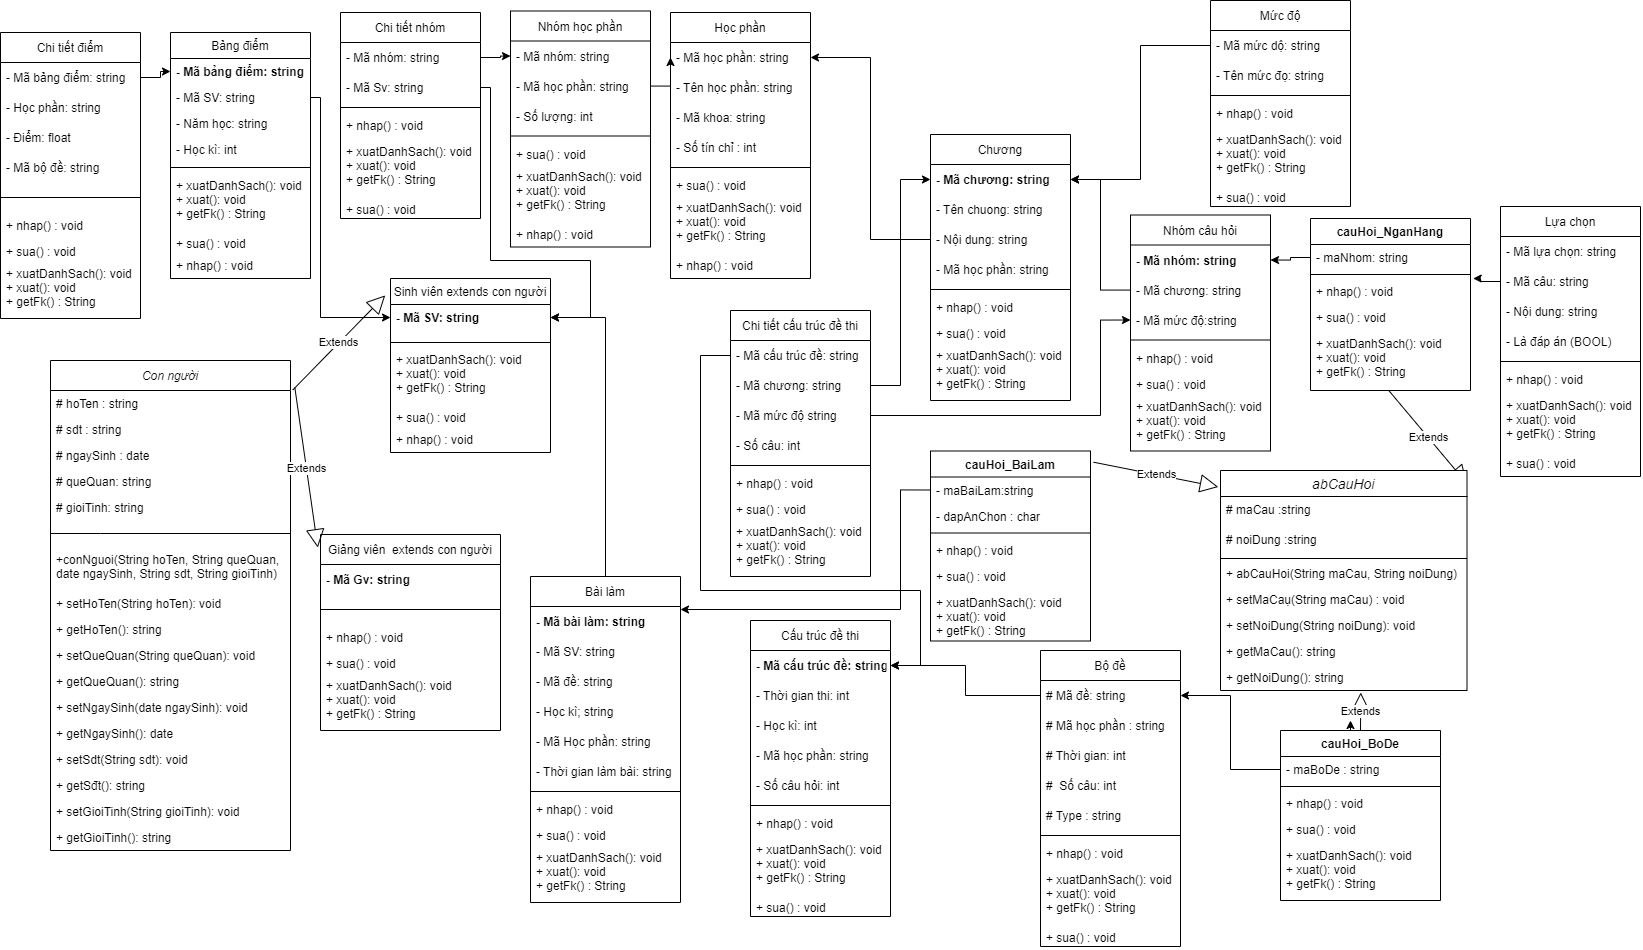 Chi tiết điểm
- Mã bảng điểm: string
- Học phần: string
- Điểm: float
- Mã bộ đề: string
+ nhap() : void
+ sua() : void
+ xuatDanhSach(): void
+ xuat(): void
+ getFk() : String
Bảng điểm
- Mã bảng điểm: string
- Mã SV: string
- Năm học: string
- Học kì: int
+ xuatDanhSach(): void
+ xuat(): void
+ getFk() : String
+ sua() : void
+ nhap() : void
Chi tiết nhóm
- Mã nhóm: string
- Mã Sv: string
+ nhap() : void
+ xuatDanhSach(): void
+ xuat(): void
+ getFk() : String
+ sua() : void
Nhóm học phần
- Mã nhóm: string
- Mã học phần: string
- Số lượng: int
+ sua() : void
+ xuatDanhSach(): void
+ xuat(): void
+ getFk() : String
+ nhap() : void
Học phần
- Mã học phần: string
- Tên học phần: string
- Mã khoa: string
- Số tín chỉ : int
+ sua() : void
+ xuatDanhSach(): void
+ xuat(): void
+ getFk() : String
+ nhap() : void
Chương
- Mã chương: string
- Tên chuong: string
- Nội dung: string
- Mã học phần: string
+ nhap() : void
+ sua() : void
+ xuatDanhSach(): void
+ xuat(): void
+ getFk() : String
Mức độ
- Mã mức dộ: string
- Tên mức đọ: string
+ nhap() : void
+ xuatDanhSach(): void
+ xuat(): void
+ getFk() : String
+ sua() : void
Nhóm câu hỏi
- Mã nhóm: string
- Mã chương: string
- Mã mức độ:string
+ nhap() : void
+ sua() : void
+ xuatDanhSach(): void
+ xuat(): void
+ getFk() : String
cauHoi_NganHang
- maNhom: string
+ nhap() : void
+ sua() : void
+ xuatDanhSach(): void
+ xuat(): void
+ getFk() : String
Lựa chọn
- Mã lựa chọn: string
- Mã câu: string
- Nội dung: string
- Là đáp án (BOOL)
+ nhap() : void
+ xuatDanhSach(): void
+ xuat(): void
+ getFk() : String
+ sua() : void
Sinh viên extends con người
- Mã SV: string
+ xuatDanhSach(): void
+ xuat(): void
+ getFk() : String
+ sua() : void
+ nhap() : void
Extends
Con người
# hoTen : string
# sdt : string
# ngaySinh : date
# queQuan: string
# gioiTinh: string
+conNguoi(String hoTen, String queQuan,
date ngaySinh, String sdt, String gioiTinh)
+ setHoTen(String hoTen): void
+ getHoTen(): string
+ setQueQuan(String queQuan): void
+ getQueQuan(): string
+ setNgaySinh(date ngaySinh): void
+ getNgaySinh(): date
+ setSdt(String sdt): void
+ getSđt(): string
+ setGioiTinh(String gioiTinh): void
+ getGioiTinh(): string
Extends
Giảng viên extends con người
- Mã Gv: string
+ nhap() : void
+ sua() : void
+ xuatDanhSach(): void
+ xuat(): void
+ getFk() : String
Chi tiết cấu trúc đề thi
- Mã cấu trúc đề: string
- Mã chương: string
- Mã mức độ string
- Số câu: int
+ nhap() : void
+ sua() : void
+ xuatDanhSach(): void
+ xuat(): void
+ getFk() : String
cauHoi_BaiLam
- maBaiLam:string
- dapAnChon : char
+ nhap() : void
+ sua() : void
+ xuatDanhSach(): void
+ xuat(): void
+ getFk() : String
Extends
Extends
abCauHoi
# maCau :string
# noiDung :string
+ abCauHoi(String maCau, String noiDung)
+ setMaCau(String maCau) : void
+ setNoiDung(String noiDung): void
+ getMaCau(): string
+ getNoiDung(): string
Bài làm
- Mã bài làm: string
- Mã SV: string
- Mã đề: string
- Học kì; string
- Mã Học phần: string
- Thời gian làm bài: string
+ nhap() : void
+ sua() : void
+ xuatDanhSach(): void
+ xuat(): void
+ getFk() : String
Cấu trúc đề thi
- Mã cấu trúc đề: string
- Thời gian thi: int
- Học kì: int
- Mã học phần: string
- Số câu hỏi: int
+ nhap() : void
+ xuatDanhSach(): void
+ xuat(): void
+ getFk() : String
+ sua() : void
Bộ đề
# Mã đề: string
# Mã học phần : string
# Thời gian: int
# Số câu: int
# Type : string
+ nhap() : void
+ xuatDanhSach(): void
+ xuat(): void
+ getFk() : String
+ sua() : void
Extends
cauHoi_BoDe
- maBoDe : string
+ nhap() : void
+ sua() : void
+ xuatDanhSach(): void
+ xuat(): void
+ getFk() : String